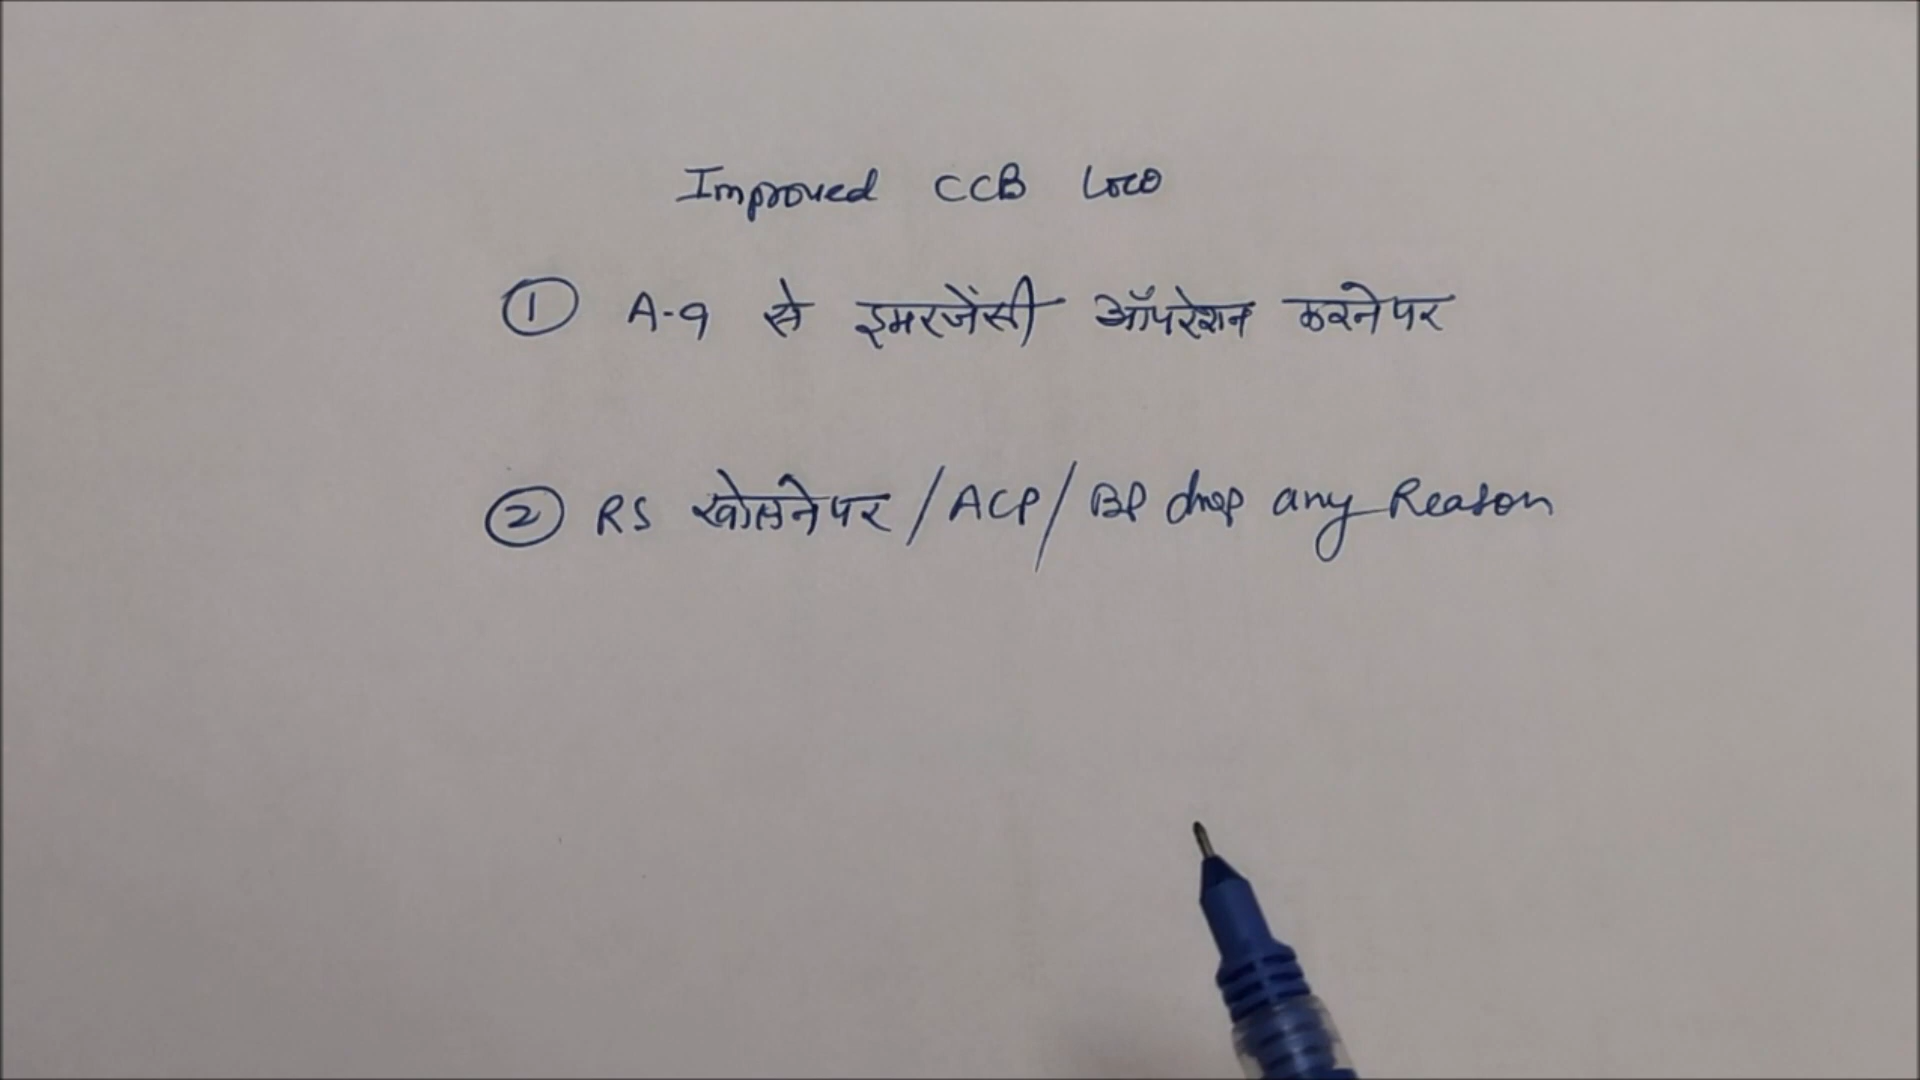 Improved CCB Loco
① A-9 से इमरजेंसी ऑपरेशन करनेपर
② RS खोलनेपर / ACP / BP drop any Reason